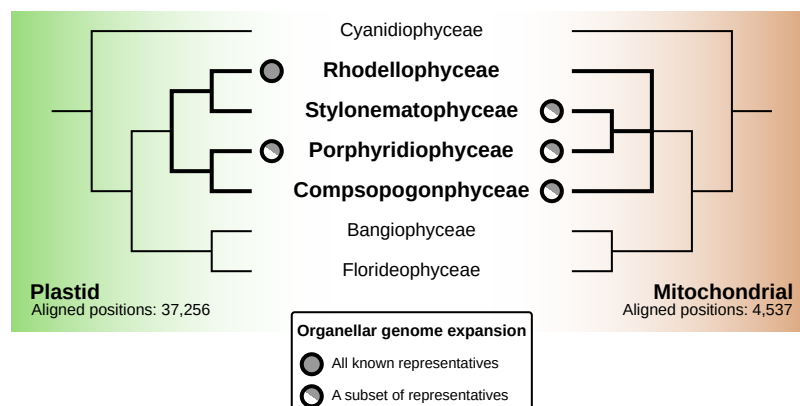 Cyanidiophyceae
Rhodellophyceae
Stylonematophyceae
Porphyridiophyceae
Compsopogonphyceae
Bangiophyceae
Florideophyceae
Plastid
Aligned positions: 37,256
Mitochondrial
Aligned positions: 4,537
Organellar genome expansion
All known representatives
A subset of representatives